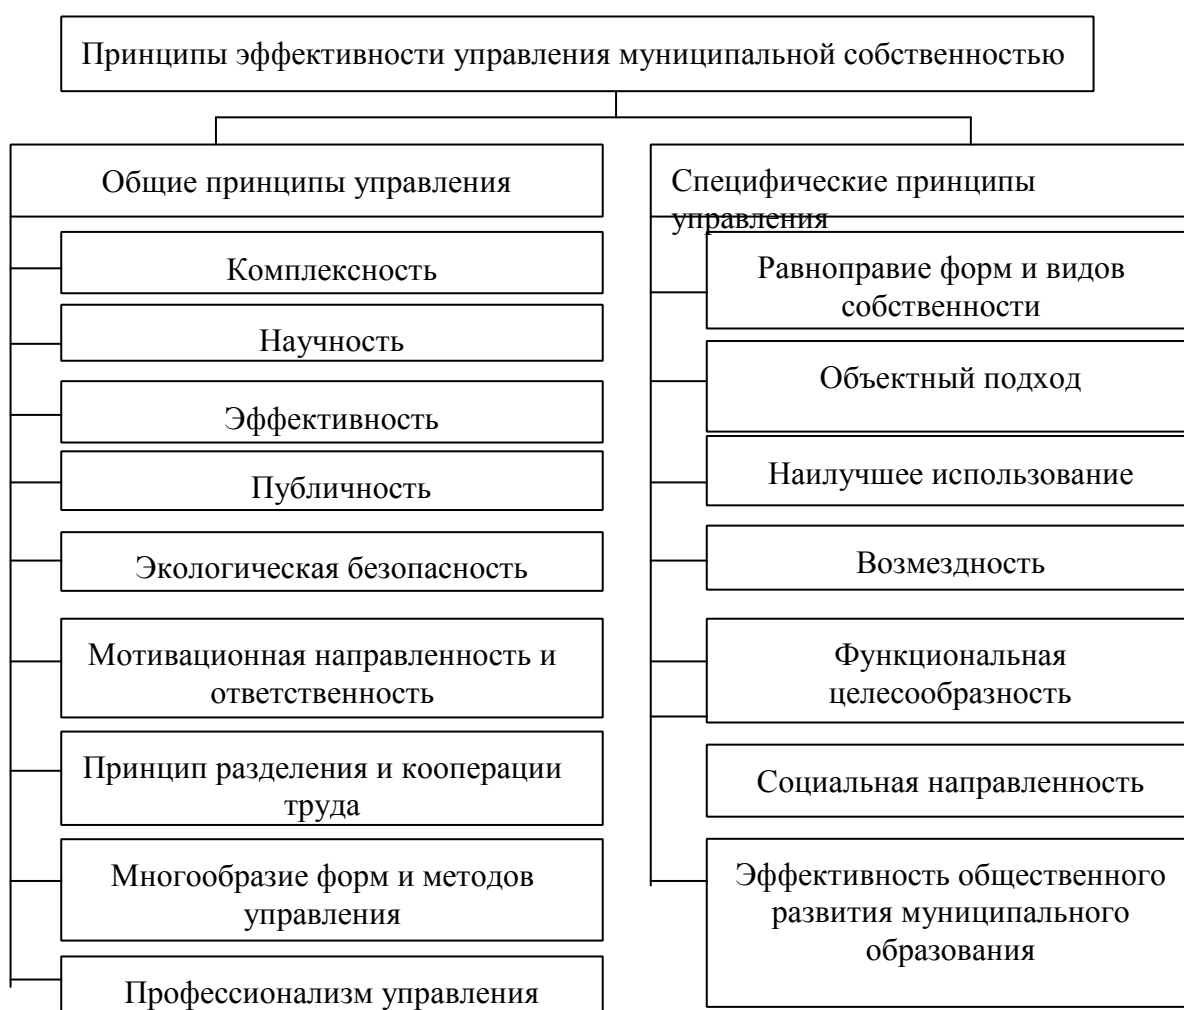 Принципы эффективности управления муниципальной собственностью
Общие принципы управления
Комплексность
Научность
Эффективность
Публичность
Экологическая безопасность
Мотивационная направленность и
ответственность
Принцип разделения и кооперации
труда
Многообразие форм и методов
управления
Профессионализм управления
Специфические принципы
управления
Равноправие форм и видов
собственности
Объектный подход
Наилучшее использование
Возмездность
Функциональная
целесообразность
Социальная направленность
Эффективность общественного
развития муниципального
образования